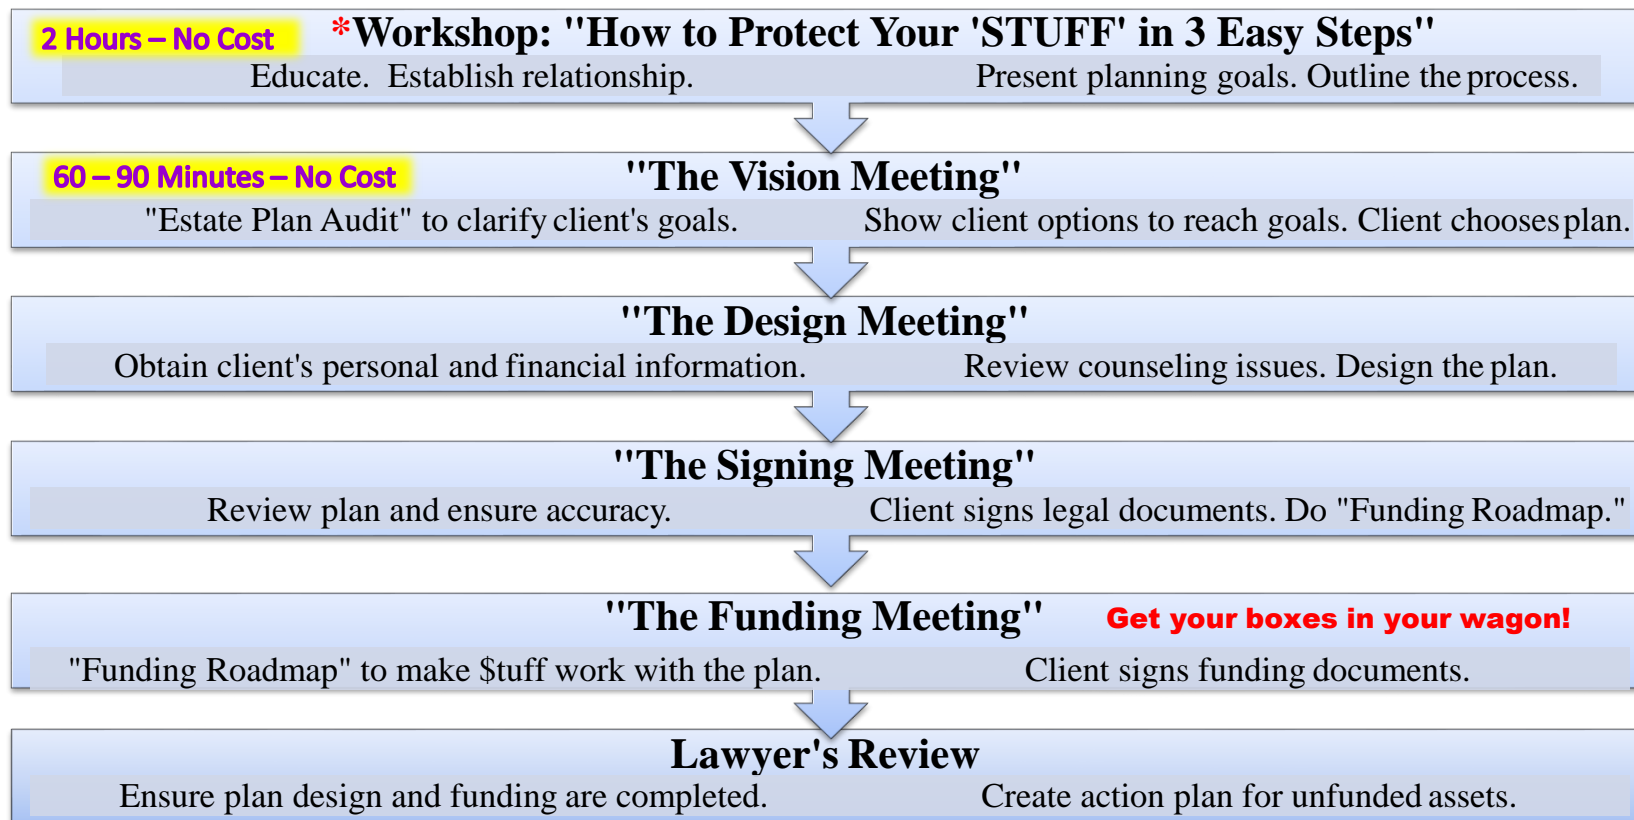 2 Hours – No Cost
*Workshop: "How to Protect Your 'STUFF' in 3 Easy Steps"
Educate. Establish relationship. Present planning goals. Outline the process.
60 – 90 Minutes – No Cost
"The Vision Meeting"
"Estate Plan Audit" to clarify client's goals. Show client options to reach goals. Client chooses plan.
"The Design Meeting"
Obtain client's personal and financial information. Review counseling issues. Design the plan.
"The Signing Meeting"
Review plan and ensure accuracy. Client signs legal documents. Do "Funding Roadmap."
"The Funding Meeting" Get your boxes in your wagon!
"Funding Roadmap" to make $tuff work with the plan. Client signs funding documents.
Lawyer's Review
Ensure plan design and funding are completed. Create action plan for unfunded assets.